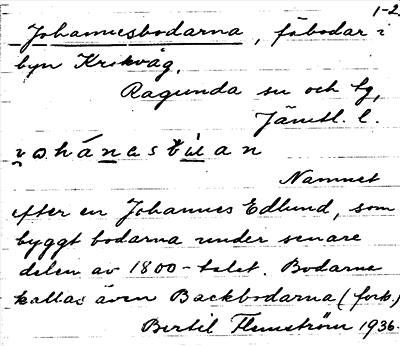 1-2.
Johannesbodarna, fäbodar i
byn Krokvåg.
Ragunda sn och tg,
Jämtl. l.
Namnet
efter en Johannes Edlund, som
byggt bodarna under senare
delen av 1800-talet. Bodarna
kallas även Backbodarna (fork.)
Bertil Flemström 1936.